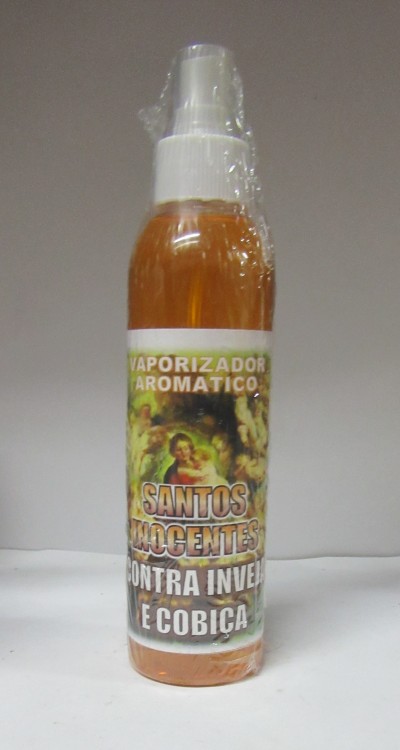 VAPORIZADOR
AROMATICO
SANTOS
INOCENTES
CONTRA INVEJA
E COBIÇA